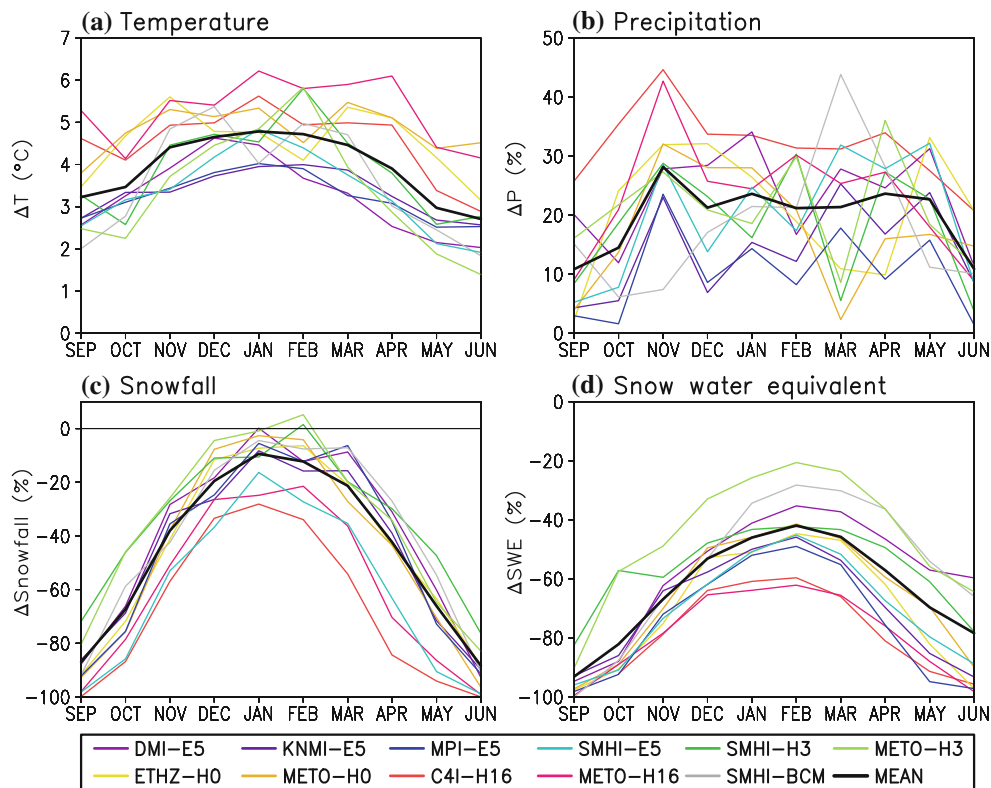 (a) Temperature
ΔT (°C)
7
6
5
4
3
2
1
0
SEP OCT NOV DEC JAN FEB MAR APR MAY JUN
(b) Precipitation
ΔP (%)
50
40
30
20
10
0
SEP OCT NOV DEC JAN FEB MAR APR MAY JUN
(c) Snowfall
ΔSnowfall (%)
0
-20
-40
-60
-80
-100
SEP OCT NOV DEC JAN FEB MAR APR MAY JUN
(d) Snow water equivalent
ΔSWE (%)
0
-20
-40
-60
-80
-100
SEP OCT NOV DEC JAN FEB MAR APR MAY JUN
DMI-E5 KNMI-E5 MPI-E5 SMHI-E5 SMHI-H3 METO-H3
ETHZ-H0 METO-H0 C4I-H16 METO-H16 SMHI-BCM MEAN